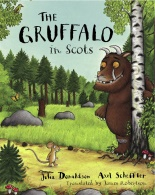 THE
GRUFFALO
in Scots
Julia Donaldson Axel Scheffler
Translated by James Robertson